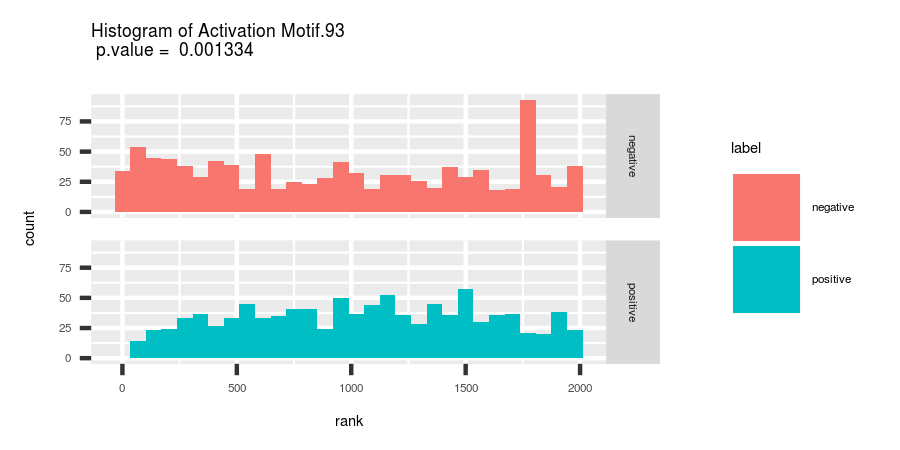 Histogram of Activation Motif.93
p.value =  0.001334
count
75
50
25
0
negative
75
50
25
0
positive
0 500 1000 1500 2000
rank
label
negative
positive